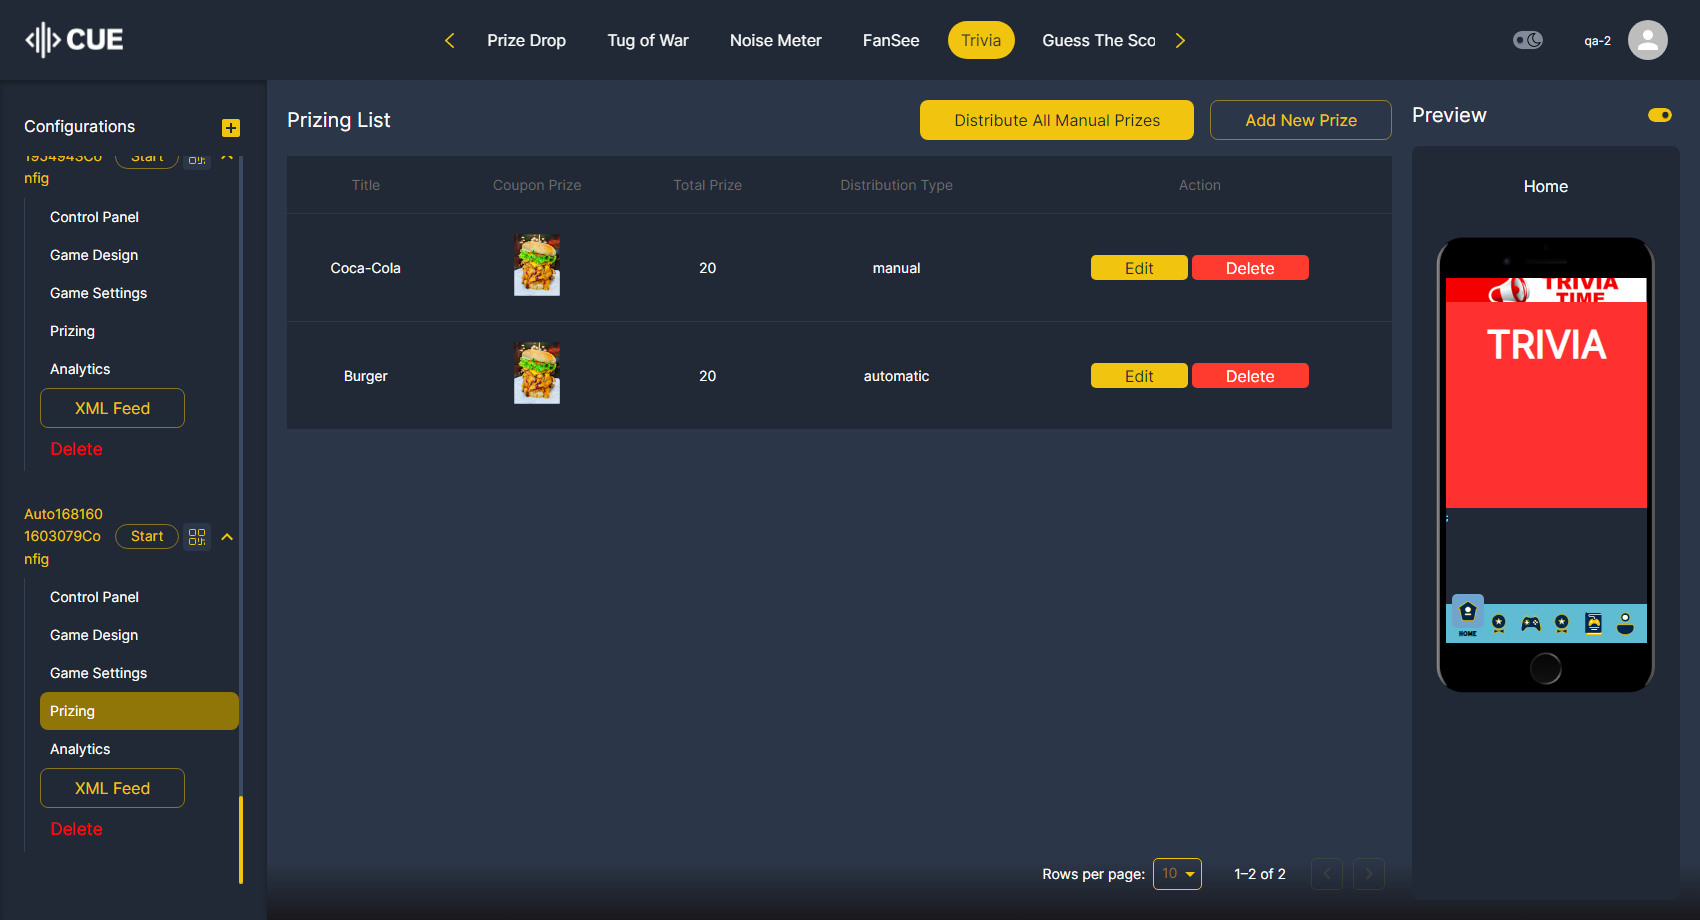 CUE
Prize Drop
Tug of War
Noise Meter
FanSee
Trivia
Guess The Sco
qa-2
Configurations
1954943Co
nfig
Start
Control Panel
Game Design
Game Settings
Prizing
Analytics
XML Feed
Delete
Auto168160
1603079Co
nfig
Start
Control Panel
Game Design
Game Settings
Prizing
Analytics
XML Feed
Delete
Prizing List
Distribute All Manual Prizes
Add New Prize
Title
Coupon Prize
Total Prize
Distribution Type
Action
Coca-Cola
20
manual
Edit
Delete
Burger
20
automatic
Edit
Delete
Rows per page:
10
1–2 of 2
Preview
Home
TRIVIA
TIME
TRIVIA
;
HOME